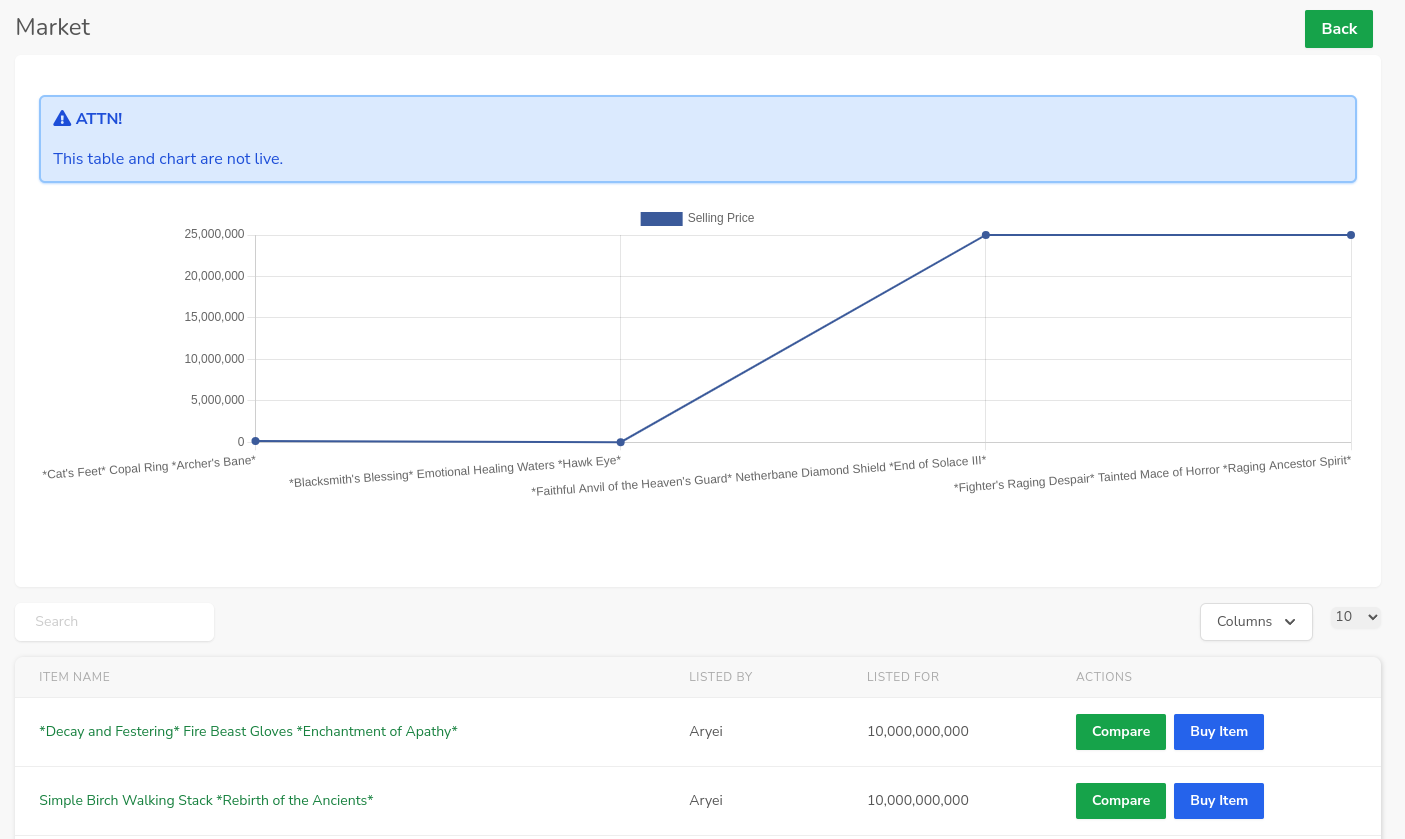 Market
Back
ATTN!
This table and chart are not live.
Selling Price
25,000,000
20,000,000
15,000,000
10,000,000
5,000,000
0
*Cat's Feet* Copal Ring *Archer's Bane*
*Blacksmith's Blessing* Emotional Healing Waters *Hawk Eye*
*Faithful Anvil of the Heaven's Guard* Netherbane Diamond Shield *End of Solace III*
*Fighter's Raging Despair* Tainted Mace of Horror *Raging Ancestor Spirit*
Search
Columns
10
ITEM NAME LISTED BY LISTED FOR ACTIONS
*Decay and Festering* Fire Beast Gloves *Enchantment of Apathy* Aryei 10,000,000,000 Compare Buy Item
Simple Birch Walking Stack *Rebirth of the Ancients* Aryei 10,000,000,000 Compare Buy Item